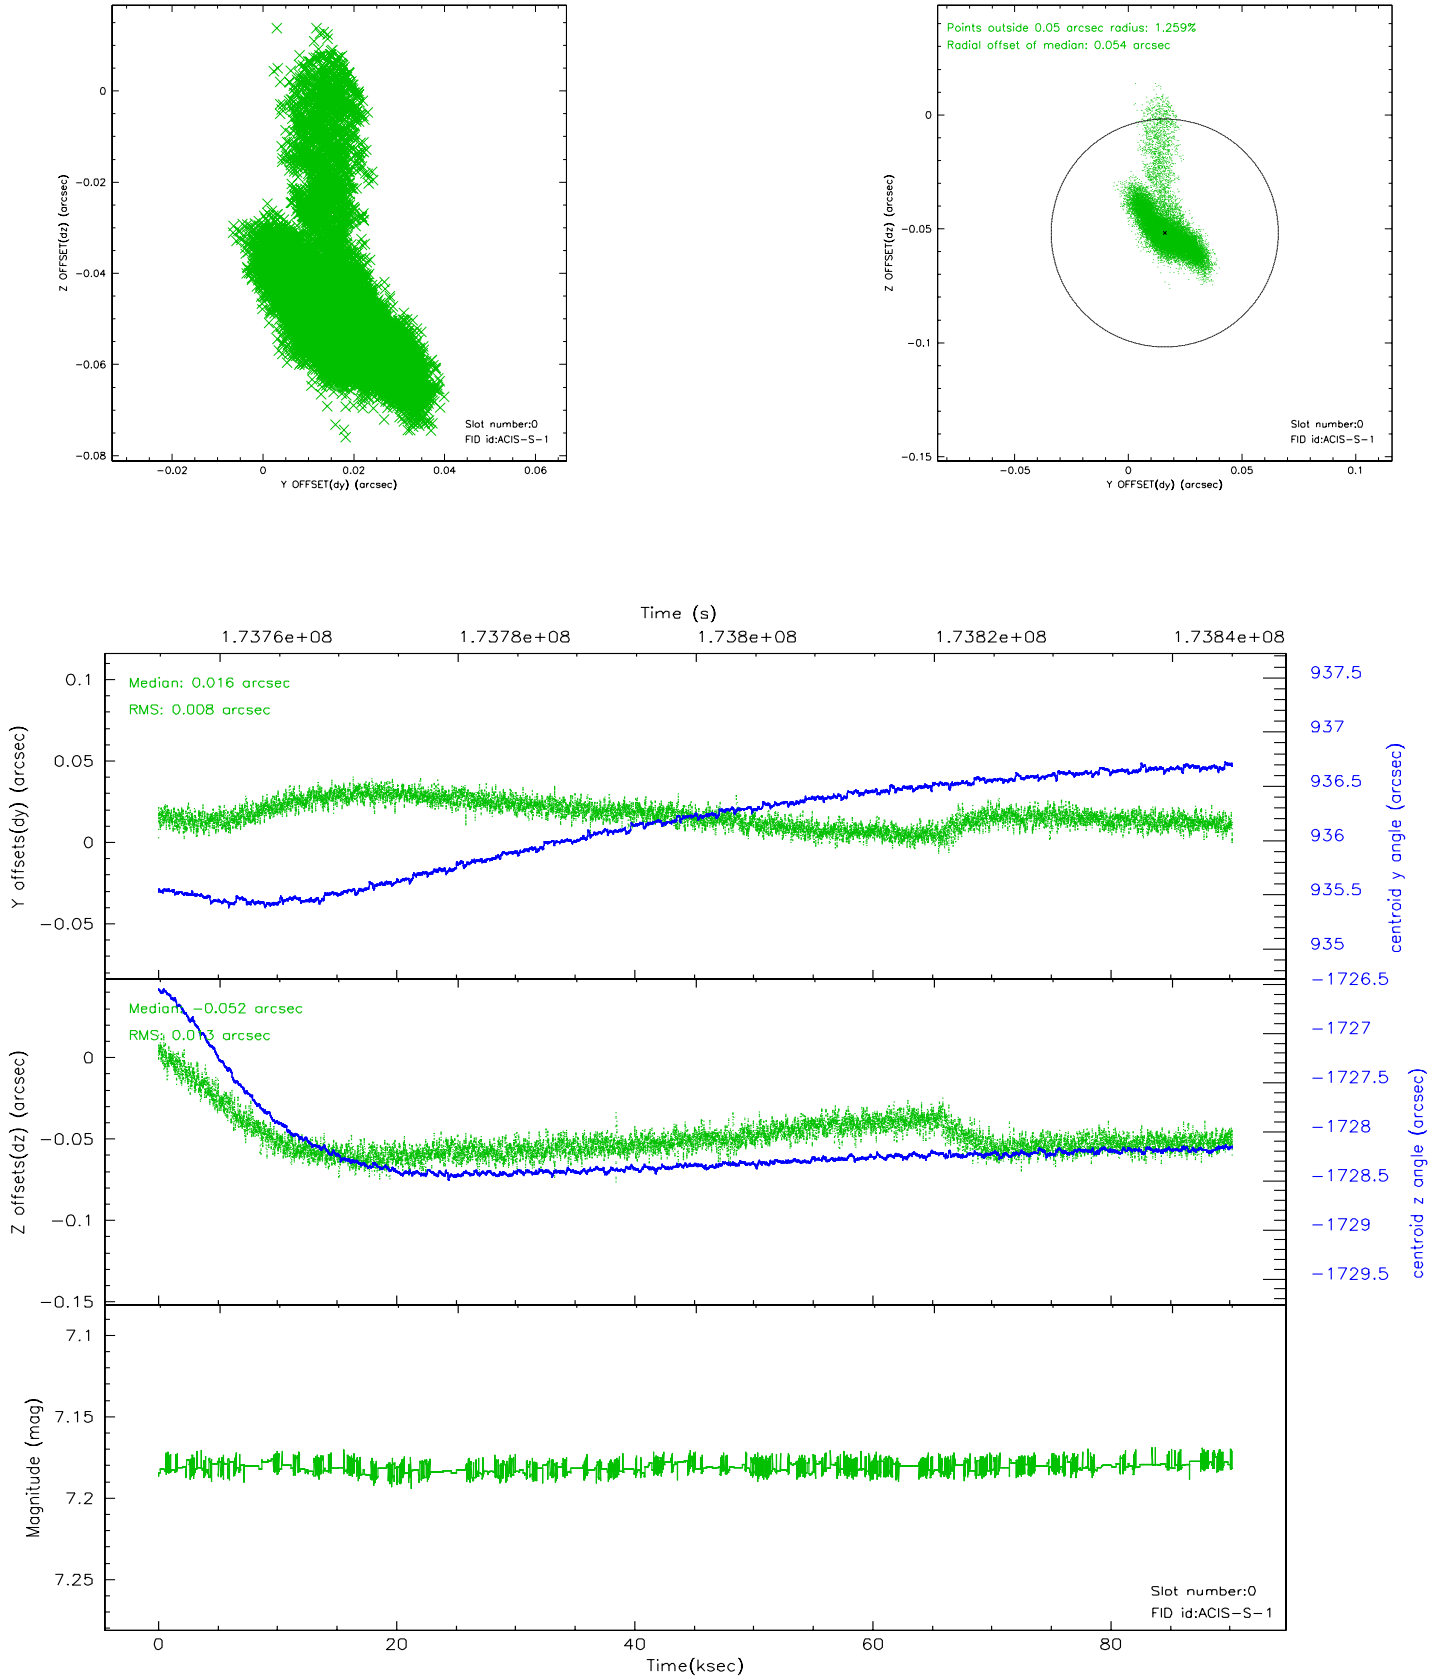 0
−0.02
−0.04
−0.06
−0.08
Z OFFSET(dz) (arcsec)
Slot number:0
FID id:ACIS−S−1
−0.02 0 0.02 0.04 0.06
Y OFFSET(dy) (arcsec)
Points outside 0.05 arcsec radius: 1.259%
Radial offset of median: 0.054 arcsec
0
−0.05
−0.1
−0.15
Z OFFSET(dz) (arcsec)
Slot number:0
FID id:ACIS−S−1
−0.05 0 0.05 0.1
Y OFFSET(dy) (arcsec)
Time (s)
1.7376e+08 1.7378e+08 1.738e+08 1.7382e+08 1.7384e+08
Median: 0.016 arcsec
RMS: 0.008 arcsec
0.1
0.05
0
−0.05
Y offsets(dy) (arcsec)
937.5
937
936.5
936
935.5
935
centroid y angle (arcsec)
Median: −0.052 arcsec
RMS: 0.013 arcsec
0
−0.05
−0.1
−0.15
Z offsets(dz) (arcsec)
−1726.5
−1727
−1727.5
−1728
−1728.5
−1729
−1729.5
centroid z angle (arcsec)
7.1
7.15
7.2
7.25
Magnitude (mag)
Slot number:0
FID id:ACIS−S−1
0 20 40 60 80
Time(ksec)